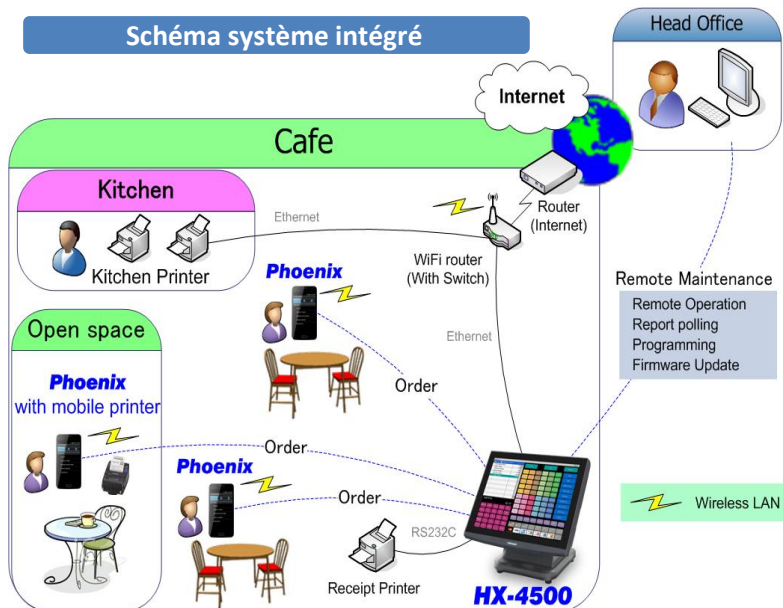 Schéma système intégré
Head Office
Internet
Cafe
Kitchen
Kitchen Printer
Ethernet
Router
(Internet)
WiFi router
(With Switch)
Phoenix
Remote Maintenance
Remote Operation
Report polling
Programming
Firmware Update
Open space
Ethernet
Phoenix
with mobile printer
Order
Order
Phoenix
Order
Wireless LAN
RS232C
Receipt Printer
HX-4500